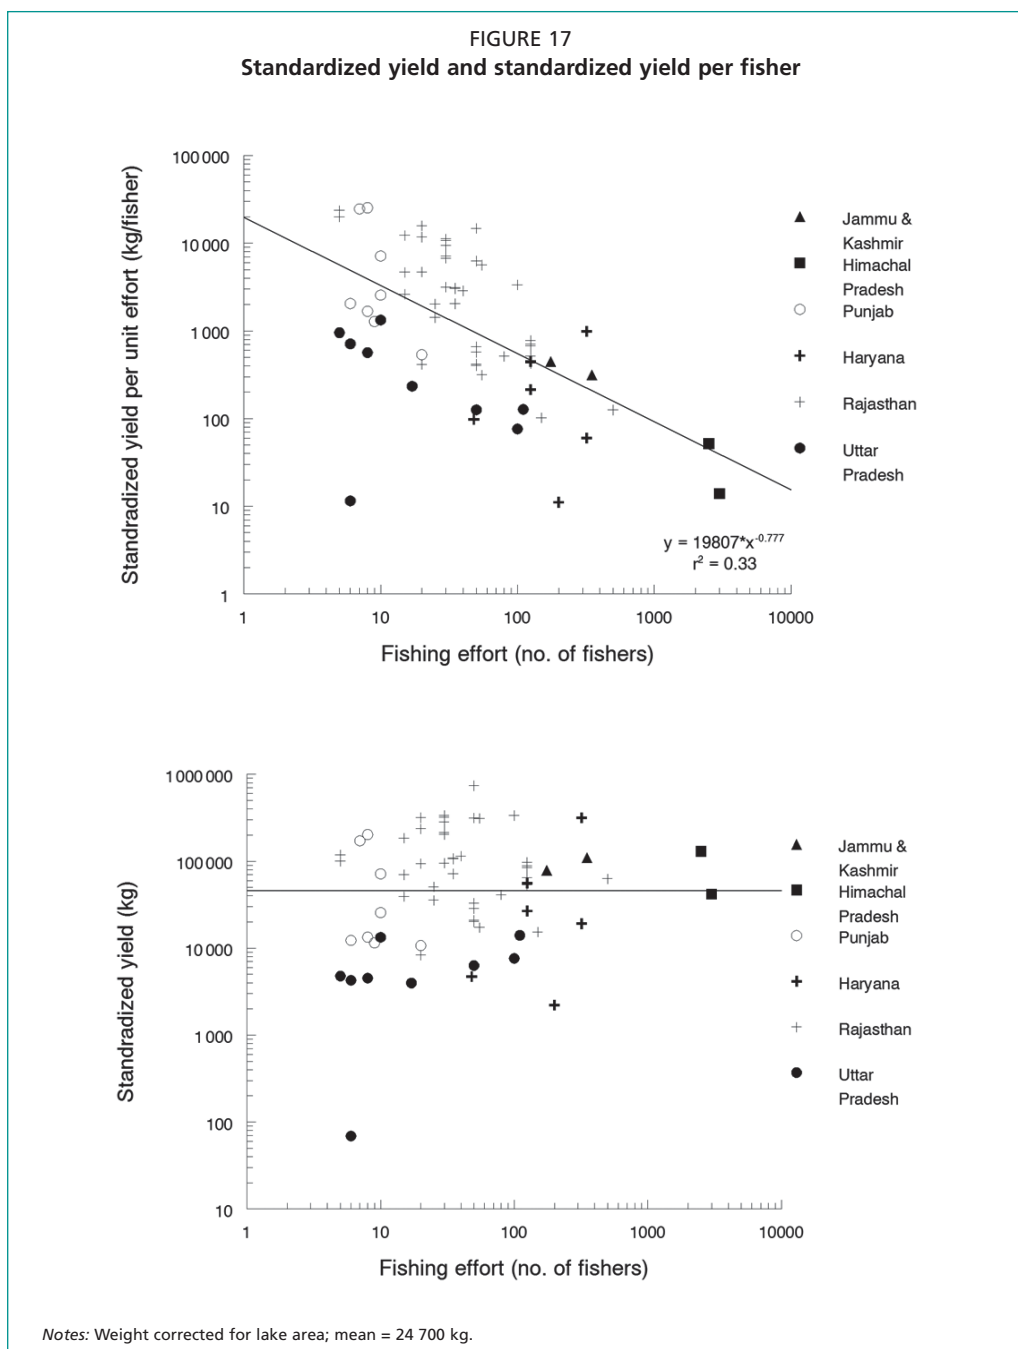 FIGURE 17
Standardized yield and standardized yield per fisher
Standradized yield per unit effort (kg/fisher)
100 000
10 000
1 000
100
10
1
1 10 100 1000 10000
Fishing effort (no. of fishers)
y = 19807*x-0.777
r2 = 0.33
Jammu &
Kashmir
Himachal
Pradesh
Punjab
Haryana
Rajasthan
Uttar
Pradesh
Standradized yield (kg)
1 000 000
100 000
10 000
1 000
100
10
1 10 100 1000 10000
Fishing effort (no. of fishers)
Jammu &
Kashmir
Himachal
Pradesh
Punjab
Haryana
Rajasthan
Uttar
Pradesh
Notes: Weight corrected for lake area; mean = 24 700 kg.